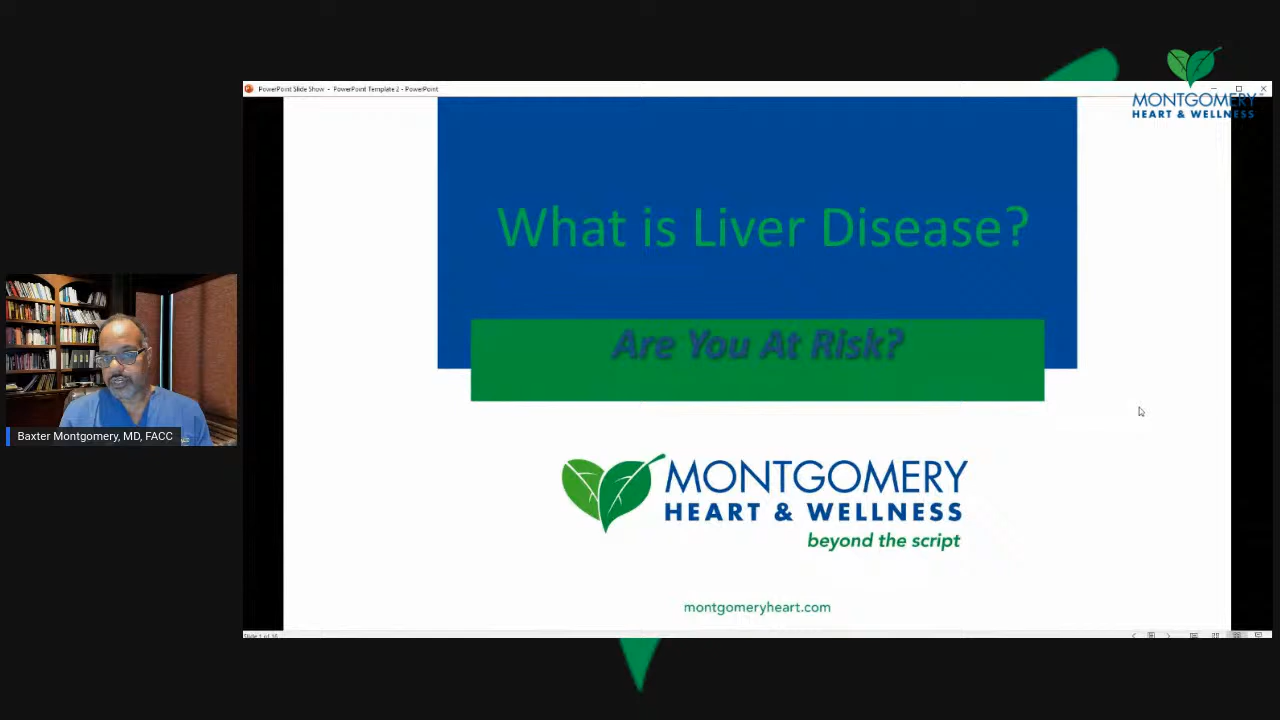 MONTGOMERY
HEART & WELLNESS
PowerPoint Slide Show - PowerPoint Template 2 - PowerPoint
What is Liver Disease?
Are You At Risk?
Baxter Montgomery, MD, FACC
MONTGOMERY
HEART & WELLNESS
beyond the script
montgomeryheart.com